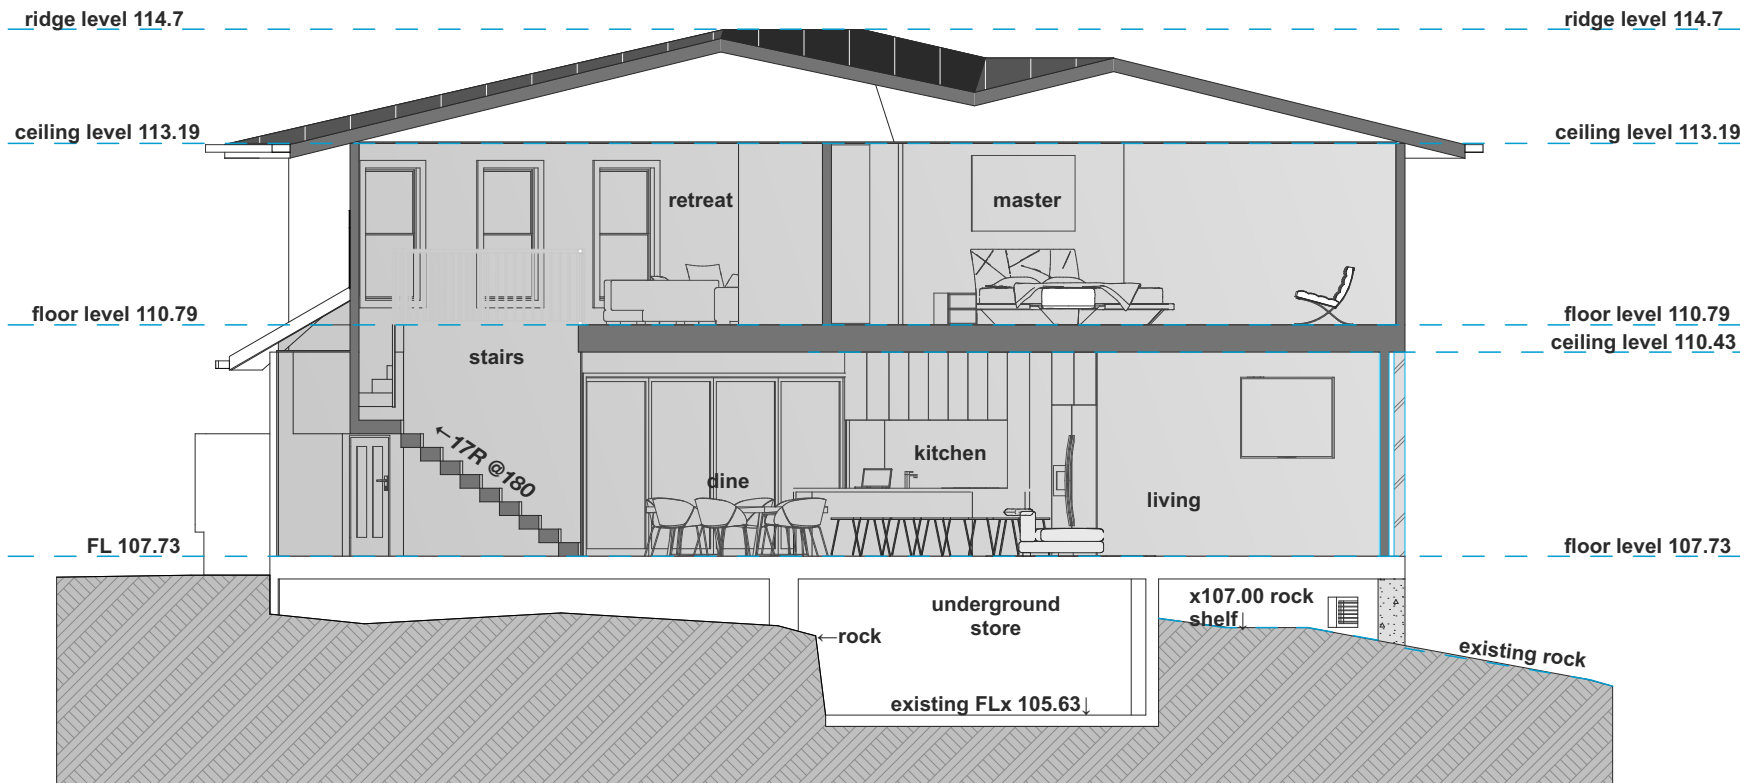 ridge level 114.7
ridge level 114.7
ceiling level 113.19
ceiling level 113.19
retreat
master
floor level 110.79
floor level 110.79
ceiling level 110.43
stairs
←17R @180
kitchen
dine
living
FL 107.73
floor level 107.73
underground
store
x107.00 rock
shelf↓
←rock
existing rock
existing FLx 105.63↓